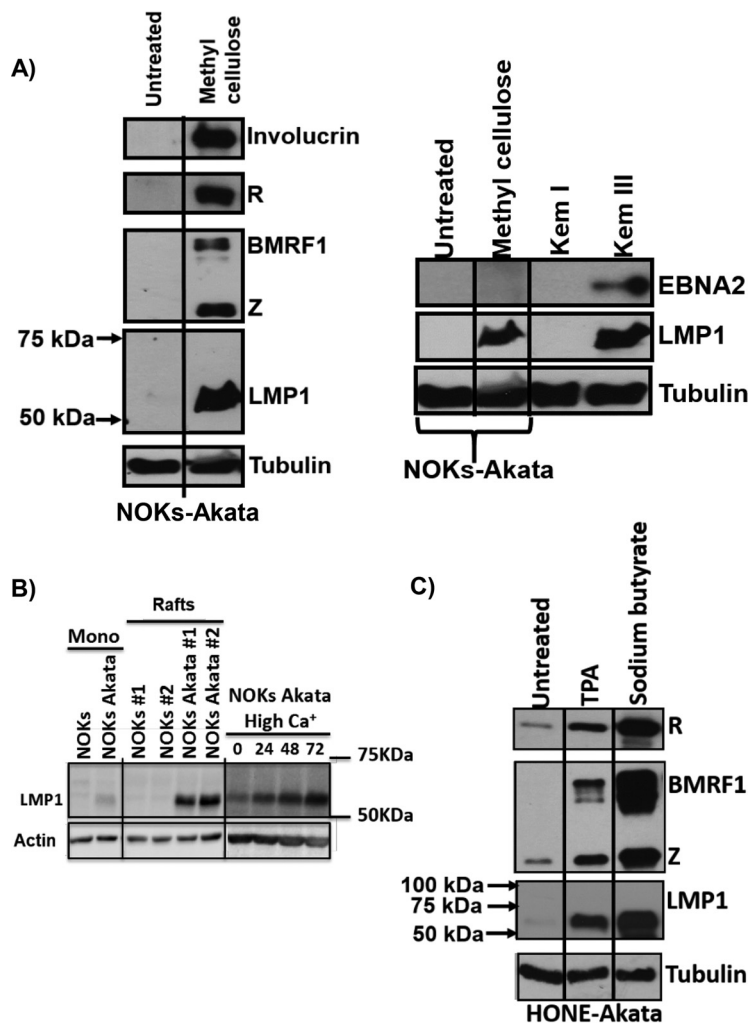 A)
Untreated
Methyl
cellulose
Involucrin
R
BMRF1
Z
75 kDa
LMP1
50 kDa
Tubulin
NOKs-Akata
Untreated
Methyl cellulose
Kem I
Kem III
EBNA2
LMP1
Tubulin
NOKs-Akata
B)
Rafts
Mono
NOKs
NOKs Akata
NOKs #1
NOKs #2
NOKs Akata #1
NOKs Akata #2
NOKs Akata
High Ca+
0 24 48 72
75KDa
LMP1
50KDa
Actin
C)
Untreated
TPA
Sodium butyrate
R
BMRF1
Z
100 kDa
75 kDa
LMP1
50 kDa
Tubulin
HONE-Akata